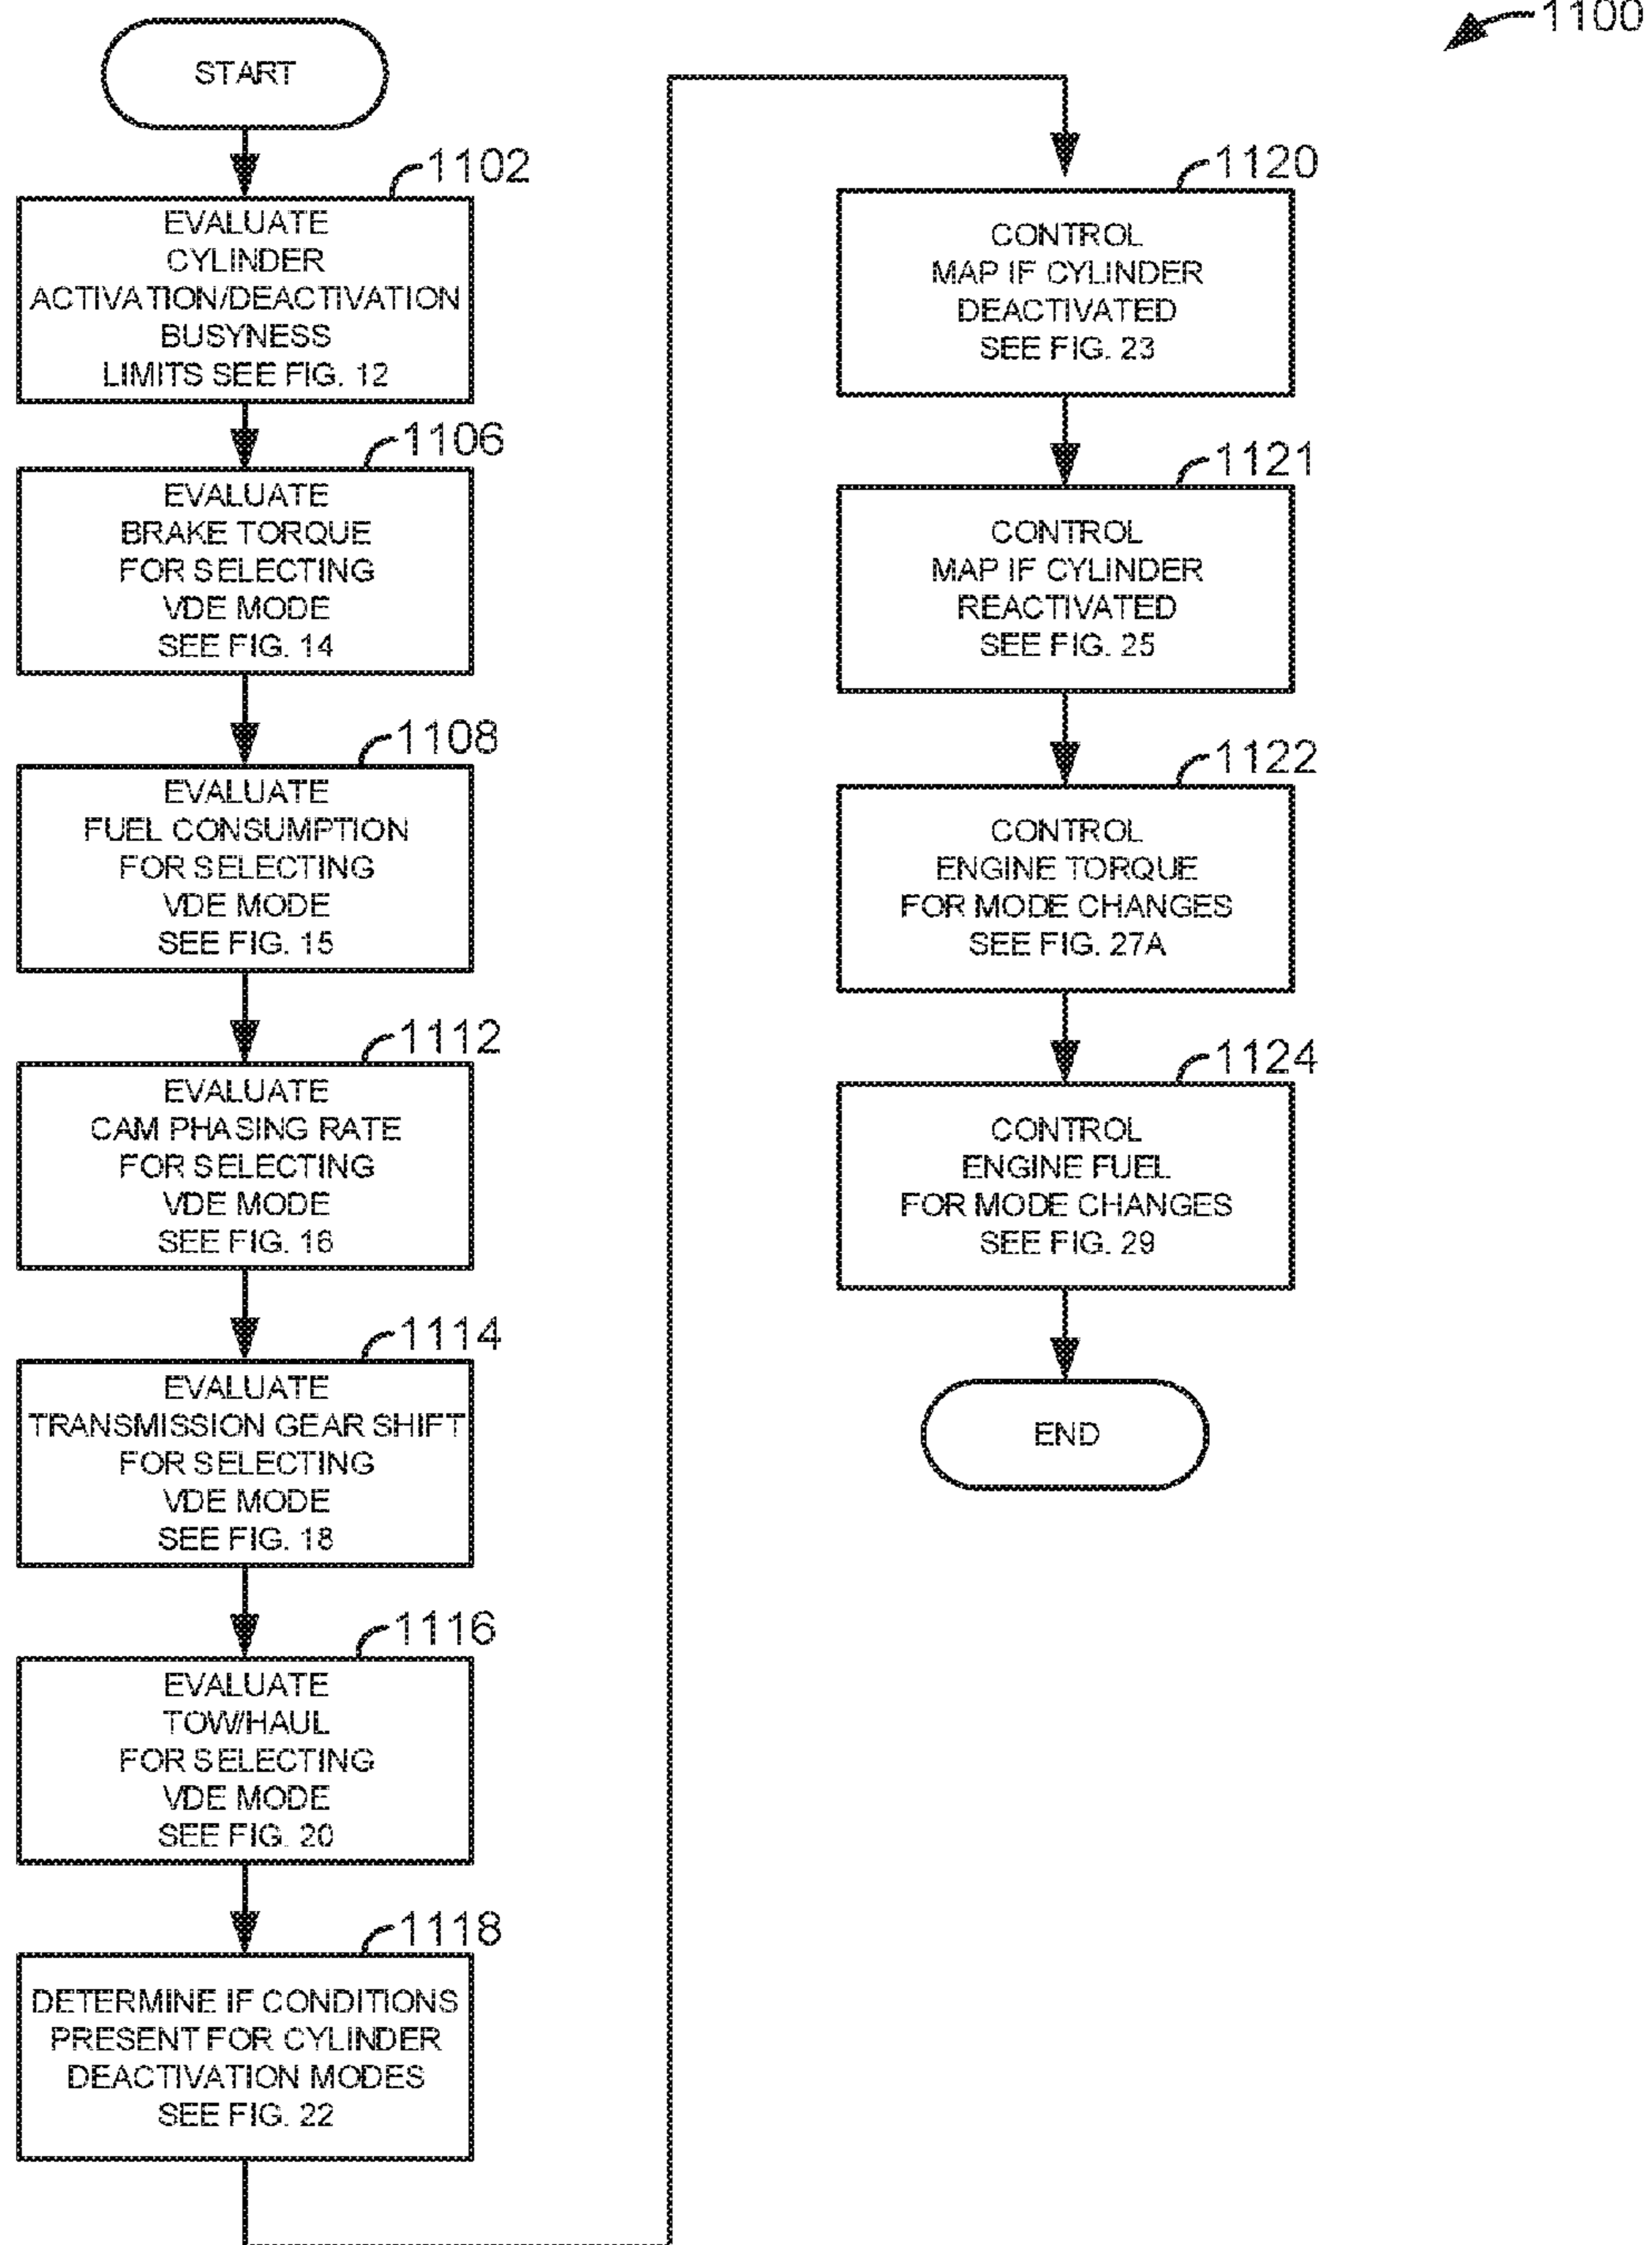 1100
START
1102
EVALUATE
CYLINDER
ACTIVATION/DEACTIVATION
BUSYNESS
LIMITS SEE FIG. 12
1106
EVALUATE
BRAKE TORQUE
FOR SELECTING
VDE MODE
SEE FIG. 14
1108
EVALUATE
FUEL CONSUMPTION
FOR SELECTING
VDE MODE
SEE FIG. 15
1112
EVALUATE
CAM PHASING RATE
FOR SELECTING
VDE MODE
SEE FIG. 16
1114
EVALUATE
TRANSMISSION GEAR SHIFT
FOR SELECTING
VDE MODE
SEE FIG. 18
1116
EVALUATE
TOW/HAUL
FOR SELECTING
VDE MODE
SEE FIG. 20
1118
DETERMINE IF CONDITIONS
PRESENT FOR CYLINDER
DEACTIVATION MODES
SEE FIG. 22
1120
CONTROL
MAP IF CYLINDER
DEACTIVATED
SEE FIG. 23
1121
CONTROL
MAP IF CYLINDER
REACTIVATED
SEE FIG. 25
1122
CONTROL
ENGINE TORQUE
FOR MODE CHANGES
SEE FIG. 27A
1124
CONTROL
ENGINE FUEL
FOR MODE CHANGES
SEE FIG. 29
END